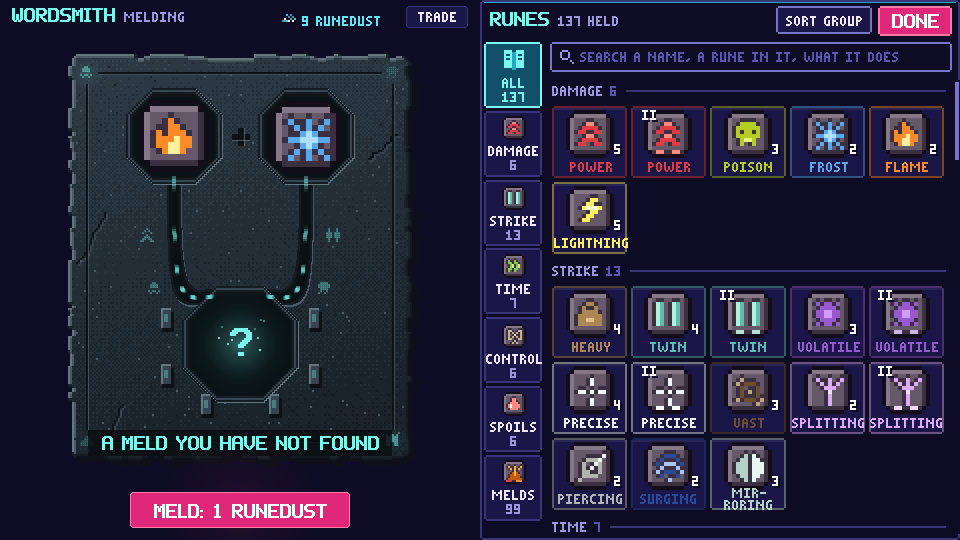 WORDSMITH MELDING
9 RUNEDUST
TRADE
?
A MELD YOU HAVE NOT FOUND
MELD: 1 RUNEDUST
RUNES 137 HELD
SORT GROUP
DONE
SEARCH A NAME, A RUNE IN IT, WHAT IT DOES
ALL
137
DAMAGE
6
STRIKE
13
TIME
7
CONTROL
6
SPOILS
6
MELDS
99
DAMAGE 6
5
POWER
II
POWER
3
POISON
2
FROST
2
FLAME
5
LIGHTNING
STRIKE 13
4
HEAVY
4
TWIN
II
TWIN
3
VOLATILE
II
VOLATILE
4
PRECISE
II
PRECISE
3
VAST
2
SPLITTING
II
SPLITTING
2
PIERCING
2
SURGING
3
MIR-
RORING
TIME 7